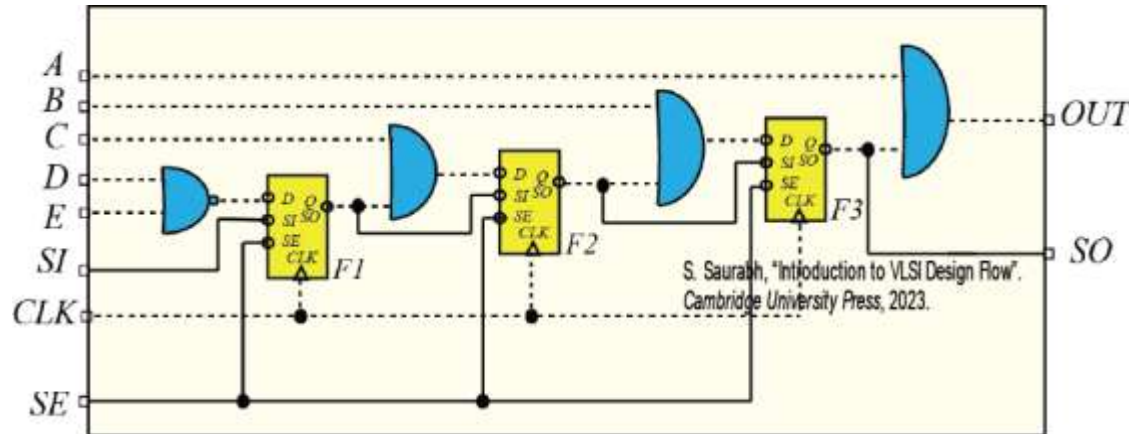 A
B
C
D
E
SI
CLK
SE
D Q
SI SO
SE
CLK
F1
D Q
SI SO
SE
CLK
F2
D Q
SI SO
SE
CLK
F3
OUT
SO
S. Saurabh, "Introduction to VLSI Design Flow".
Cambridge University Press, 2023.